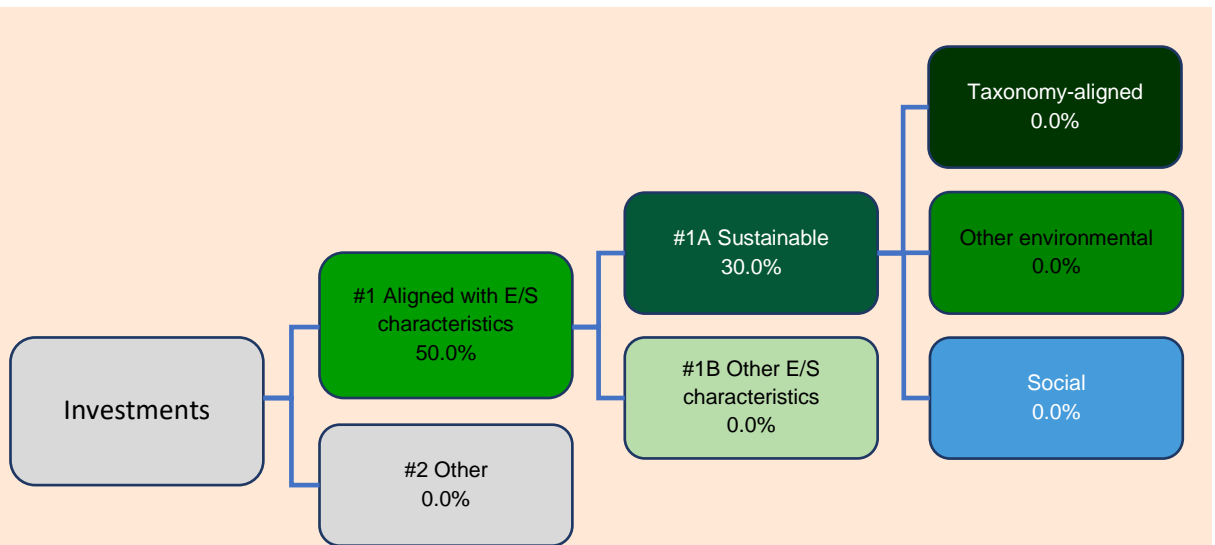 Investments
#1 Aligned with E/S
characteristics
50.0%
#2 Other
0.0%
#1A Sustainable
30.0%
#1B Other E/S
characteristics
0.0%
Taxonomy-aligned
0.0%
Other environmental
0.0%
Social
0.0%